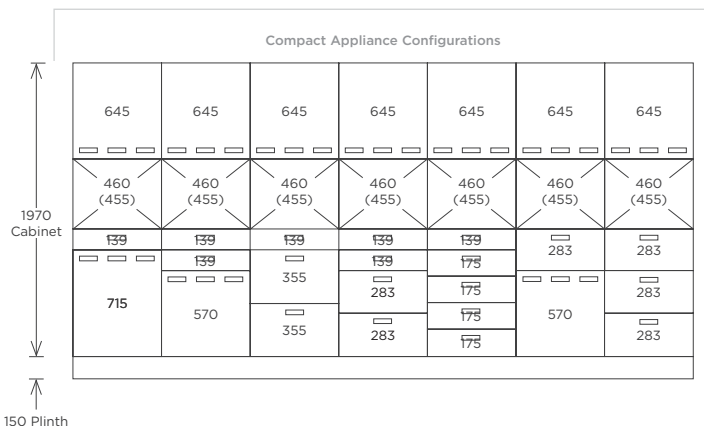 Compact Appliance Configurations
645 645 645 645 645 645 645
460 460 460 460 460 460 460
(455) (455) (455) (455) (455) (455) (455)
1970
Cabinet
139 139 139 139 139 283 283
715 139 355 139 175
570 283 175 570 283
355 283 175 283
175
150 Plinth